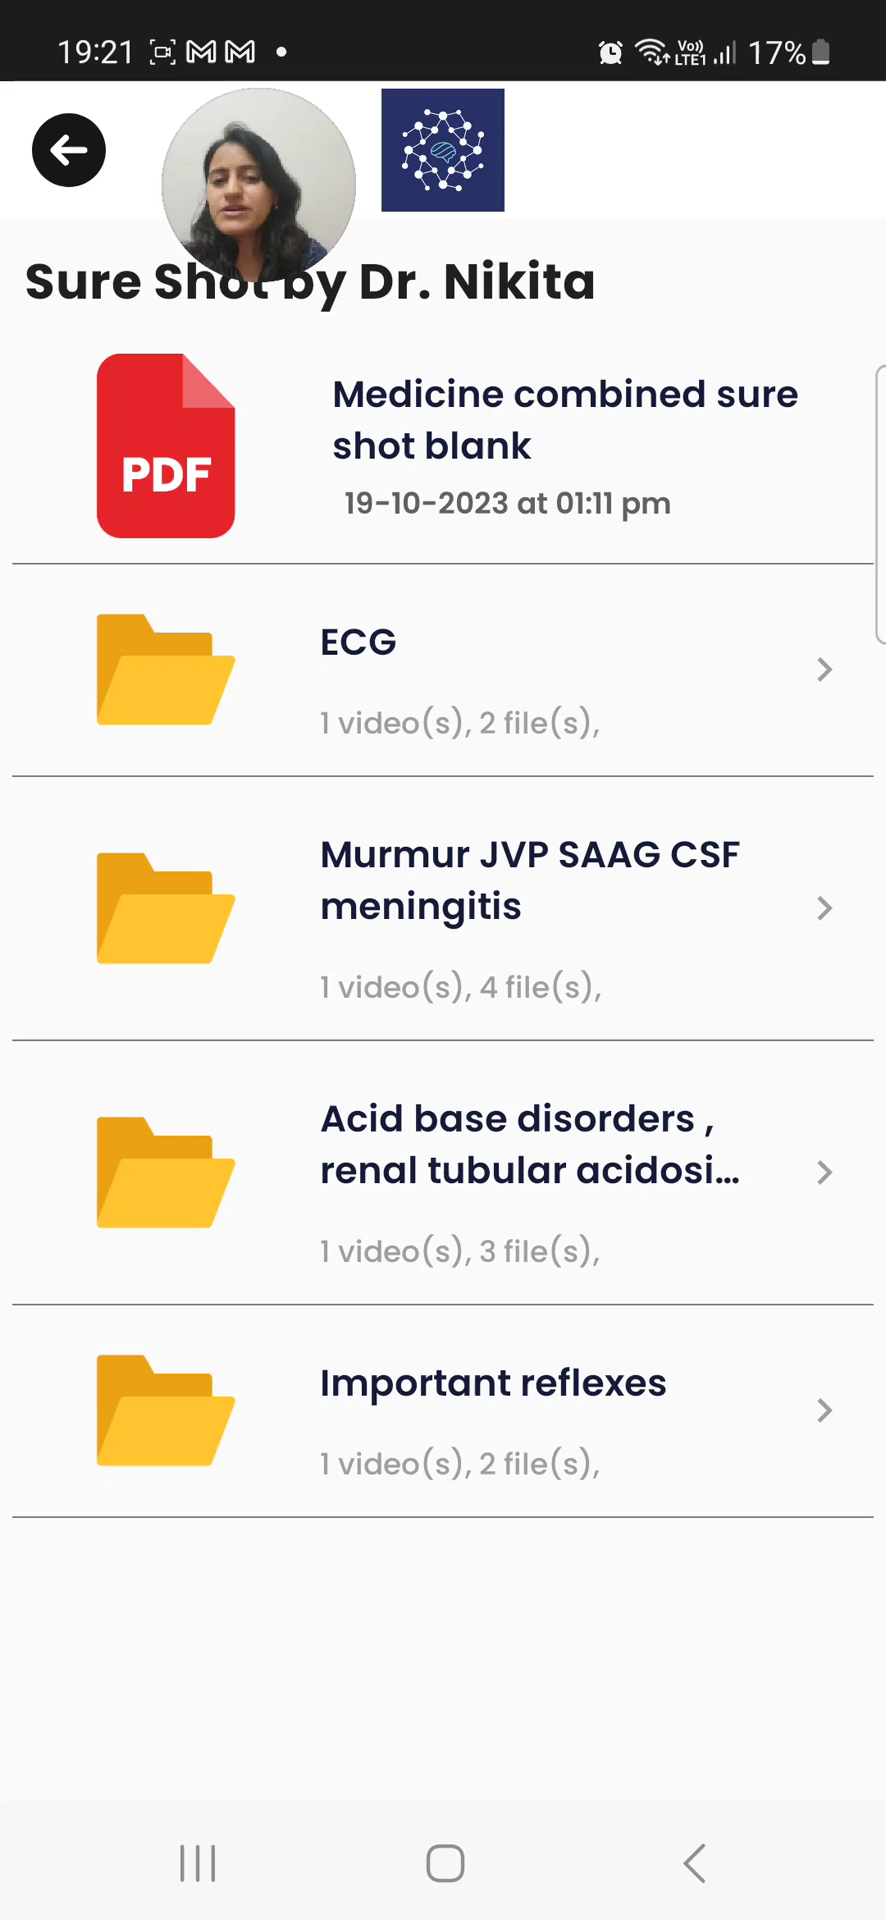 19:21
Vo))
LTE1
17%
Sure Shot by Dr. Nikita
PDF
Medicine combined sure
shot blank
19-10-2023 at 01:11 pm
ECG
1 video(s), 2 file(s),
Murmur JVP SAAG CSF
meningitis
1 video(s), 4 file(s),
Acid base disorders ,
renal tubular acidosi...
1 video(s), 3 file(s),
Important reflexes
1 video(s), 2 file(s),